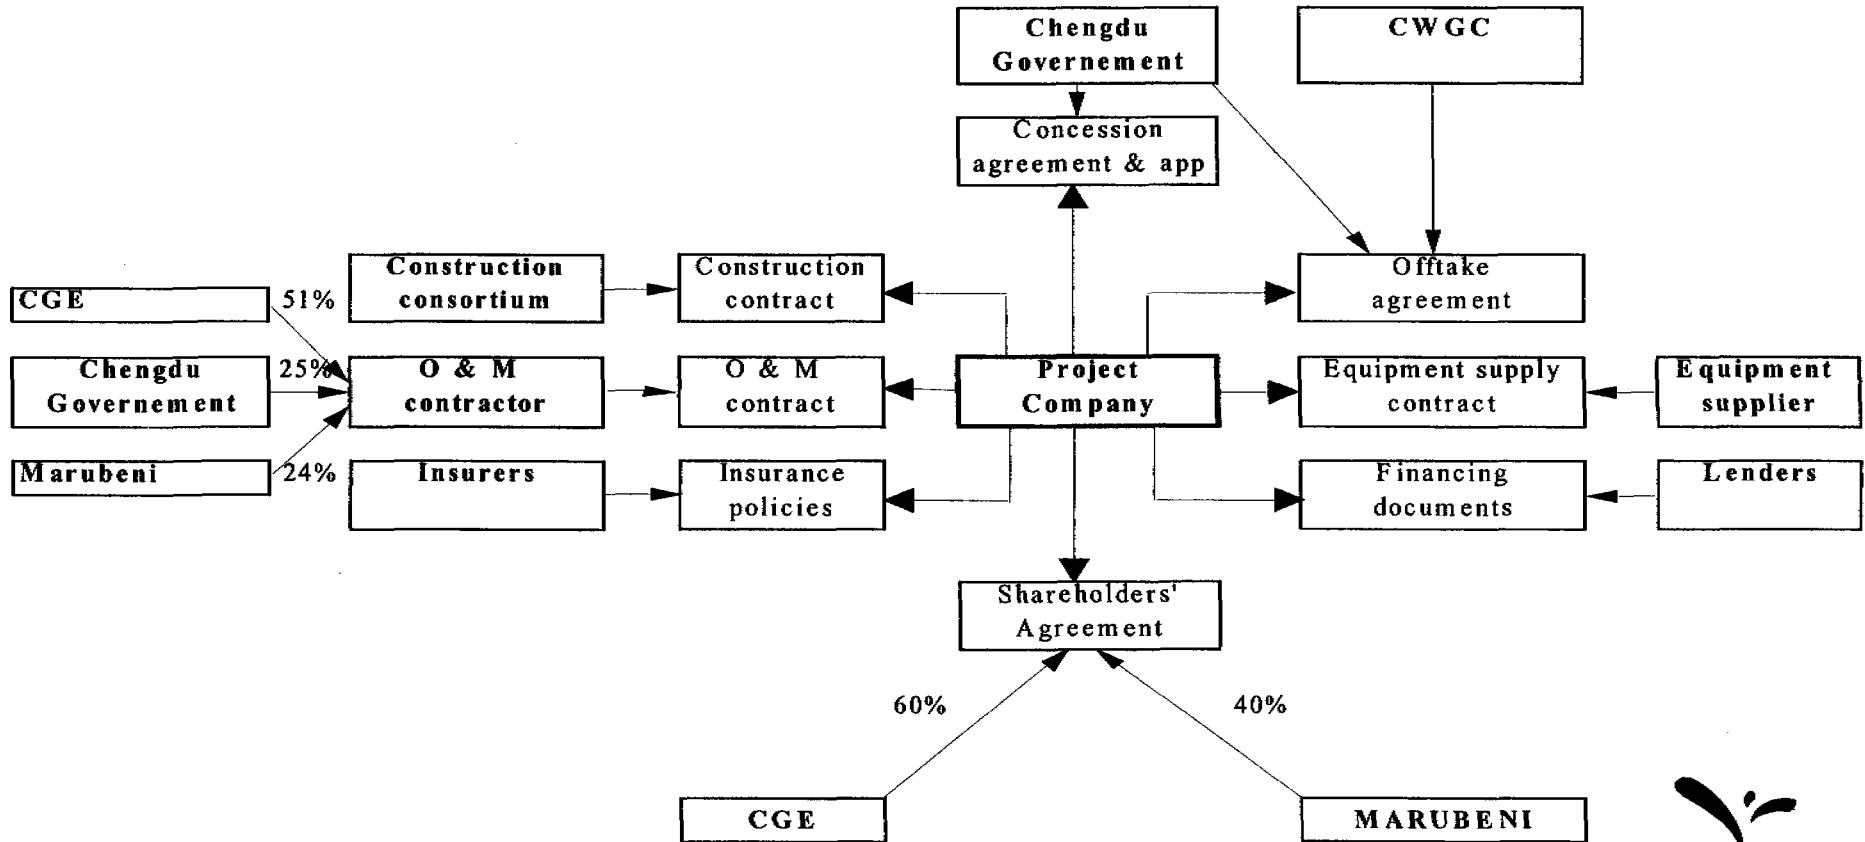 Chengdu
Governement
CWGC
Concession
agreement & app
Construction
consortium
Construction
contract
Offtake
agreement
CGE
51%
Chengdu
Governement
25%
O & M
contractor
O & M
contract
Project
Company
Equipment supply
contract
Equipment
supplier
Marubeni
24%
Insurers
Insurance
policies
Financing
documents
Lenders
Shareholders'
Agreement
60%
40%
CGE
MARUBENI